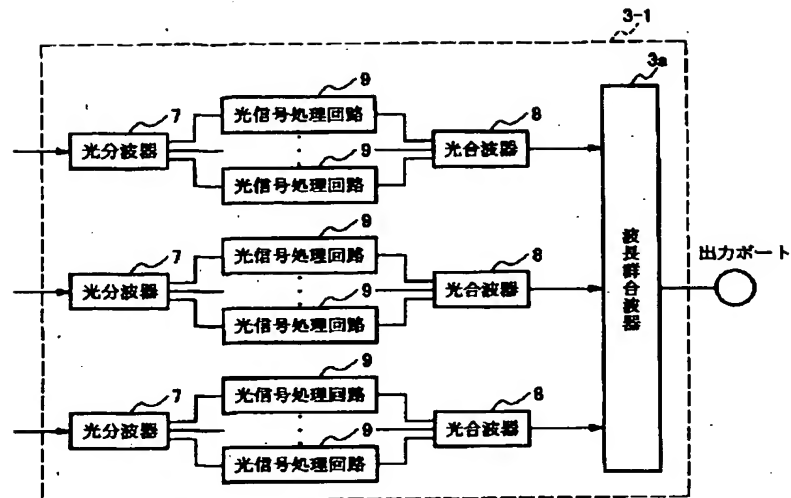 3-1
3a
9
7
光信号処理回路
8
光分波器
9
光合波器
光信号処理回路
9
7
光信号処理回路
8
光分波器
9
光合波器
光信号処理回路
波長群合波器
出力ポート
9
7
光信号処理回路
8
光分波器
9
光合波器
光信号処理回路